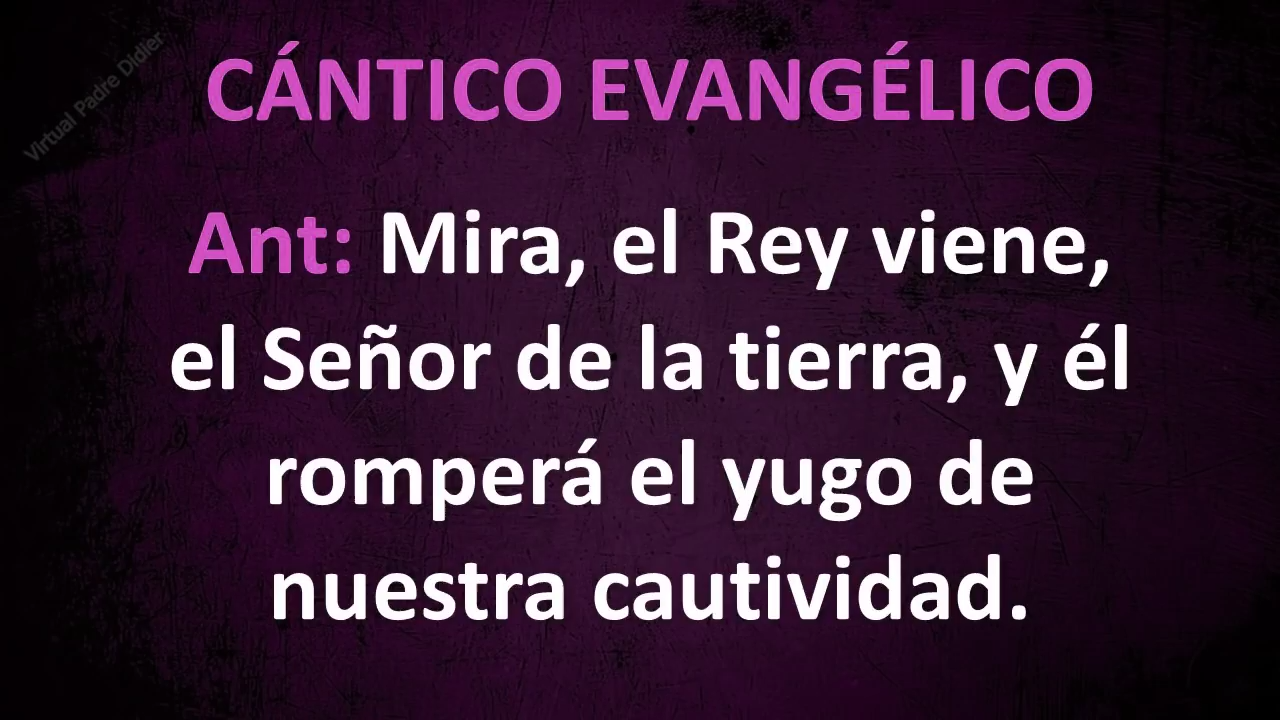 Virtual Padre Didier
CÁNTICO EVANGÉLICO
Ant: Mira, el Rey viene,
el Señor de la tierra, y él
romperá el yugo de
nuestra cautividad.